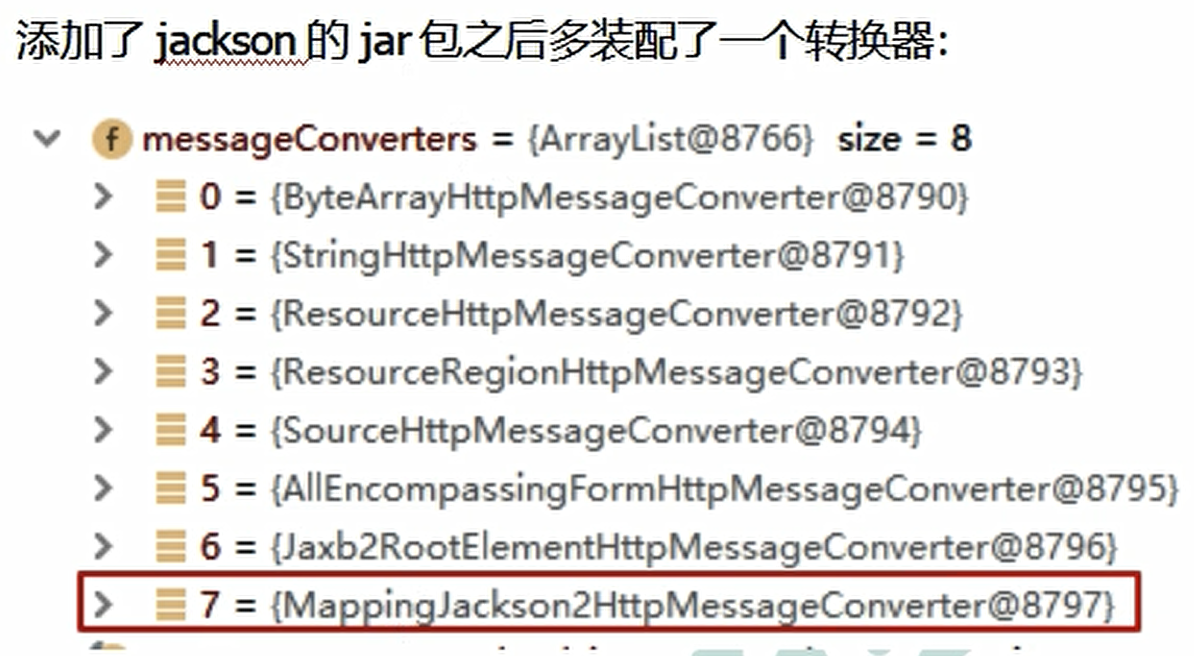 添加了 jackson 的 jar 包之后多装配了一个转换器:
f messageConverters = {ArrayList@8766} size = 8
0 = {ByteArrayHttpMessageConverter@8790}
1 = {StringHttpMessageConverter@8791}
2 = {ResourceHttpMessageConverter@8792}
3 = {ResourceRegionHttpMessageConverter@8793}
4 = {SourceHttpMessageConverter@8794}
5 = {AllEncompassingFormHttpMessageConverter@8795}
6 = {Jaxb2RootElementHttpMessageConverter@8796}
7 = {MappingJackson2HttpMessageConverter@8797}